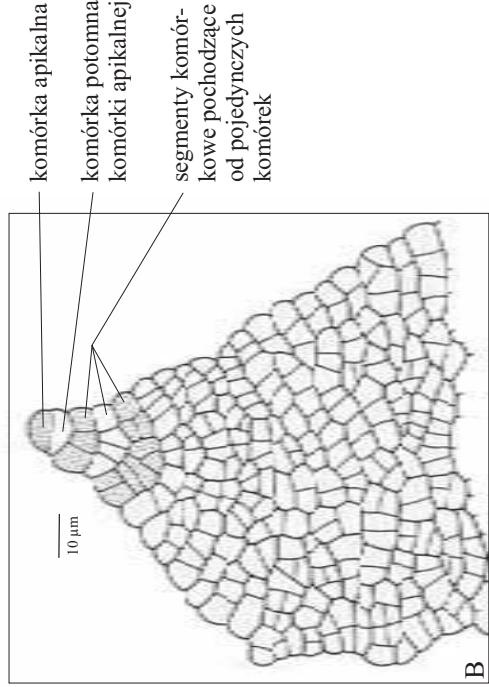 komórka apikalna
komórka potomna
komórki apikalnej
segmenty komór-
kowe pochodzące
od pojedynczych
komórek
10 µm
B